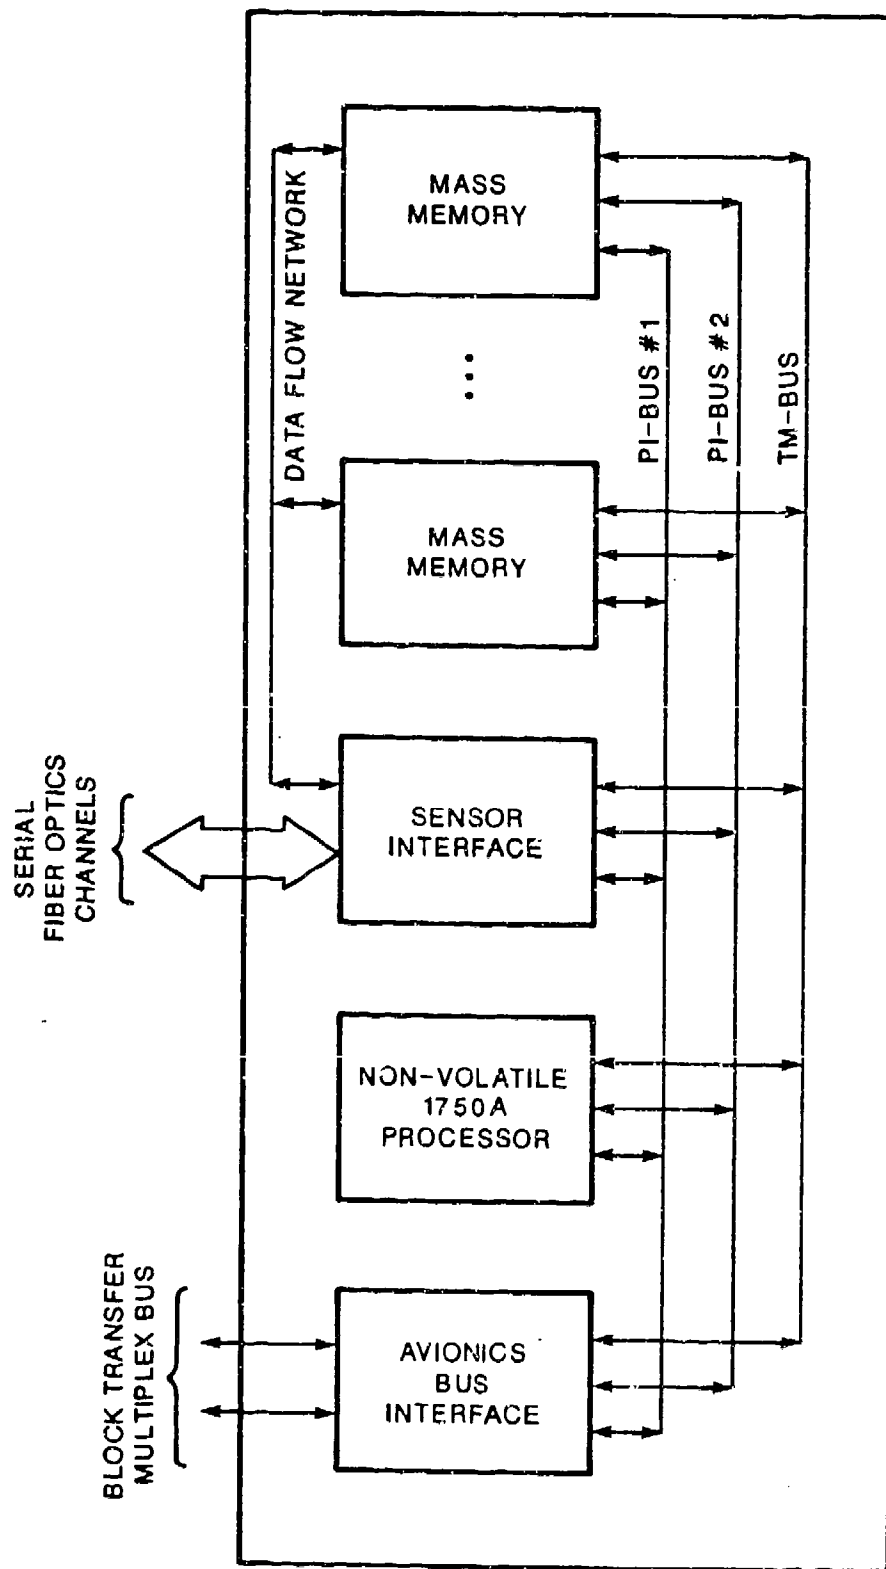 SERIAL
FIBER OPTICS
CHANNELS
BLOCK TRANSFER
MULTIPLEX BUS
DATA FLOW NETWORK
AVIONICS
BUS
INTERFACE
NON-VOLATILE
1750A
PROCESSOR
SENSOR
INTERFACE
MASS
MEMORY
...
MASS
MEMORY
PI-BUS #1
PI-BUS #2
TM-BUS